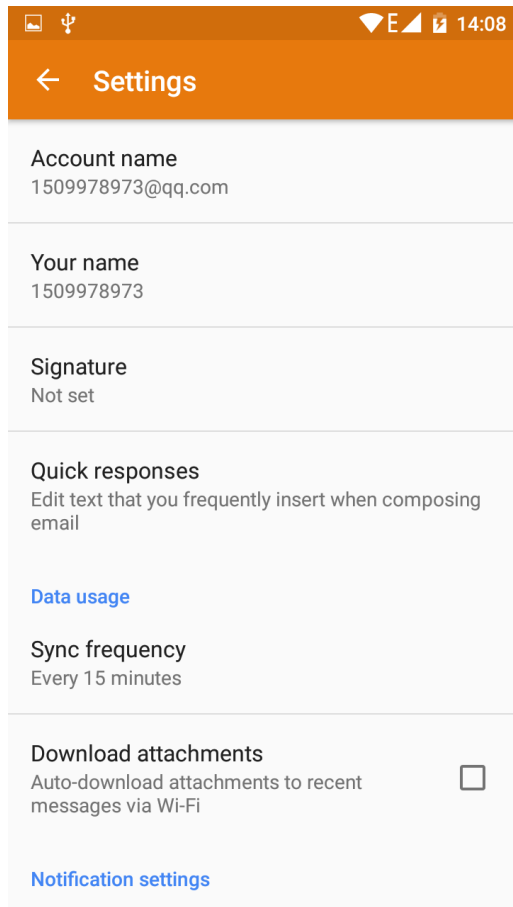 E 14:08
Settings
Account name
1509978973@qq.com
Your name
1509978973
Signature
Not set
Quick responses
Edit text that you frequently insert when composing
email
Data usage
Sync frequency
Every 15 minutes
Download attachments
Auto-download attachments to recent
messages via Wi-Fi
Notification settings